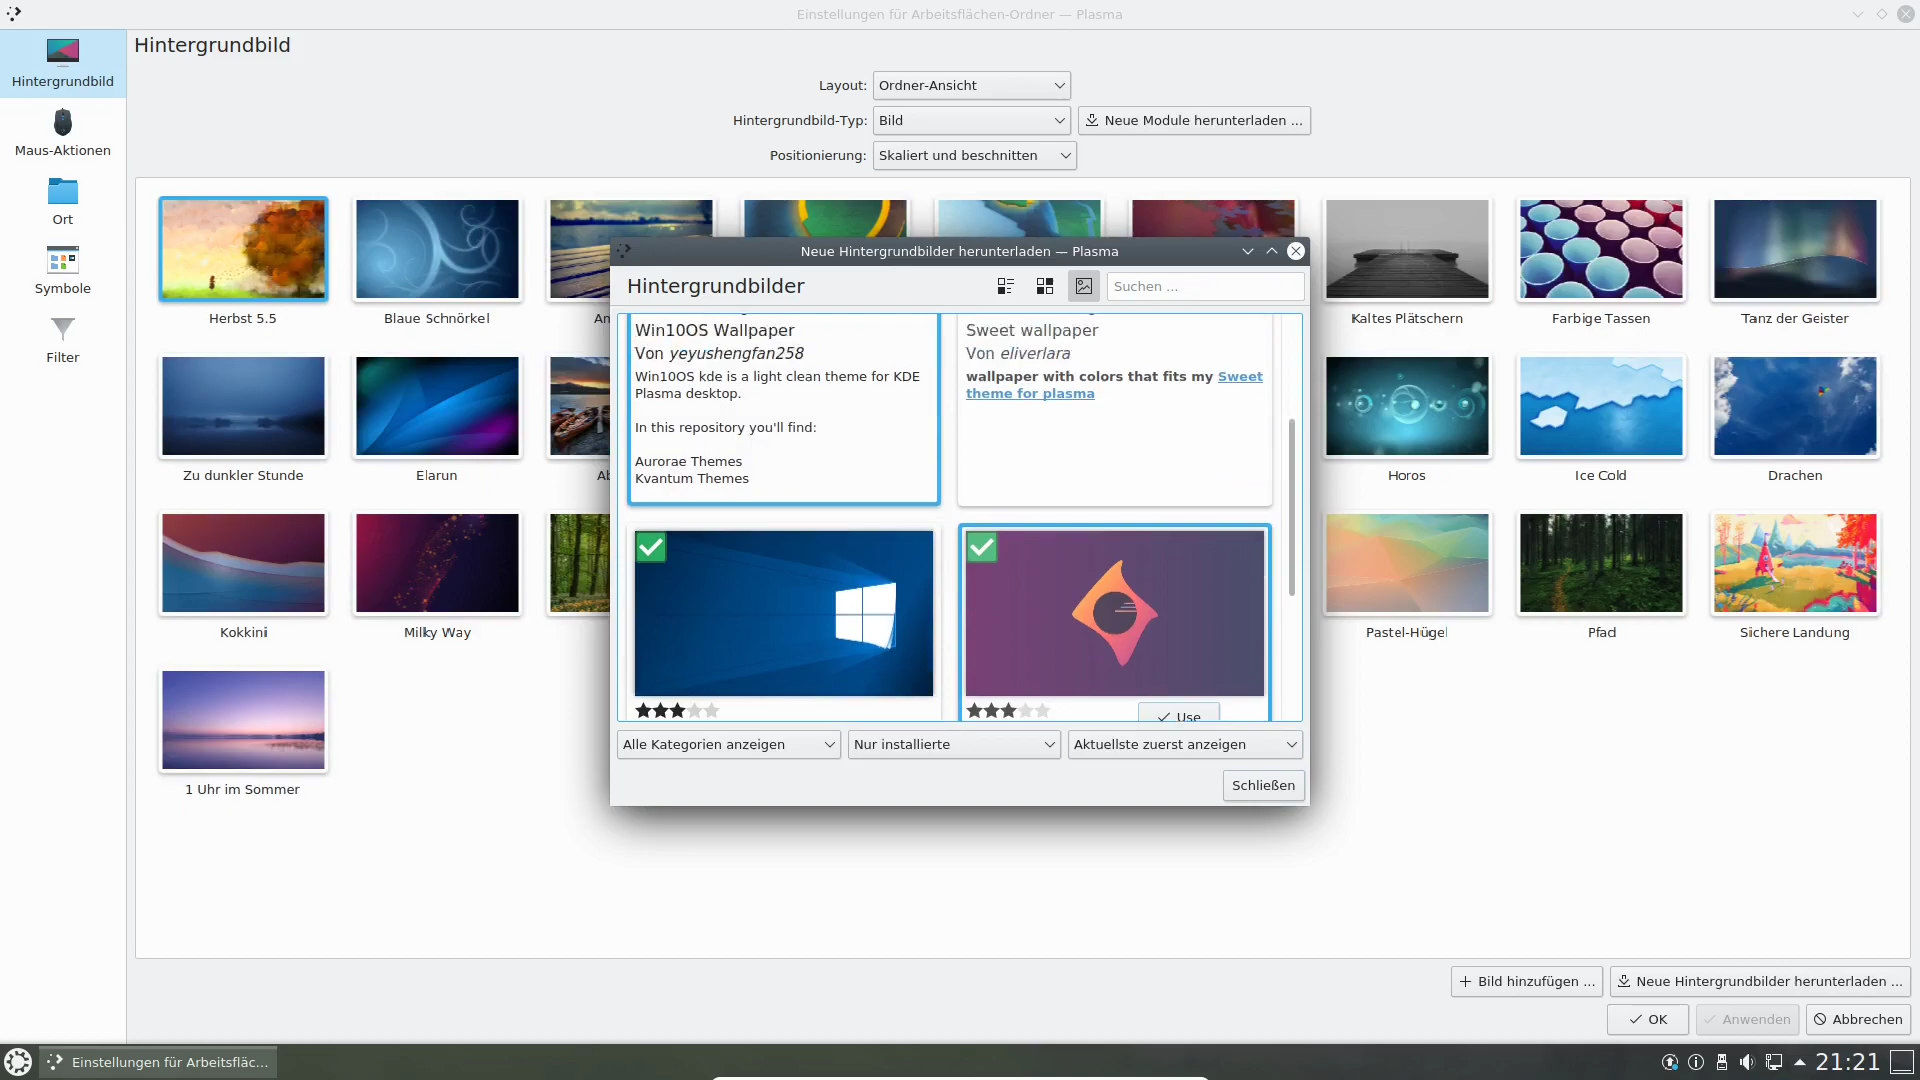 Einstellungen für Arbeitsflächen-Ordner — Plasma
Hintergrundbild
Hintergrundbild
Maus-Aktionen
Ort
Symbole
Filter
Layout:
Ordner-Ansicht
Hintergrundbild-Typ:
Bild
Neue Module herunterladen ...
Positionierung:
Skaliert und beschnitten
Herbst 5.5
Blaue Schnörkel
Kaltes Plätschern
Farbige Tassen
Tanz der Geister
Zu dunkler Stunde
Elarun
Horos
Ice Cold
Drachen
Kokkini
Milky Way
Pastel-Hügel
Pfad
Sichere Landung
1 Uhr im Sommer
Neue Hintergrundbilder herunterladen — Plasma
Hintergrundbilder
Suchen ...
Win10OS Wallpaper
Von yeyushengfan258
Win10OS kde is a light clean theme for KDE
Plasma desktop.
In this repository you'll find:
Aurorae Themes
Kvantum Themes
Sweet wallpaper
Von eliverlara
wallpaper with colors that fits my Sweet
theme for plasma
Use
Alle Kategorien anzeigen
Nur installierte
Aktuellste zuerst anzeigen
Schließen
Bild hinzufügen ...
Neue Hintergrundbilder herunterladen ...
OK
Anwenden
Abbrechen
Einstellungen für Arbeitsfläc...
21:21